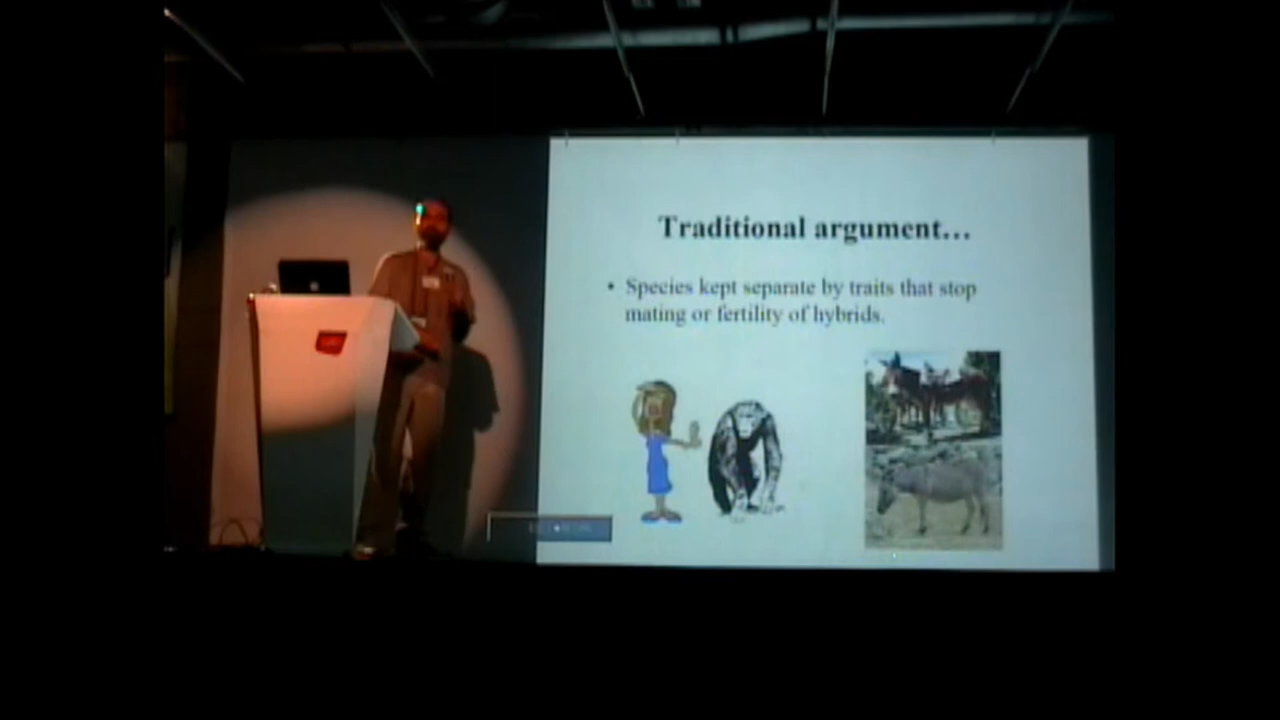 Traditional argument...
• Species kept separate by traits that stop
mating or fertility of hybrids.